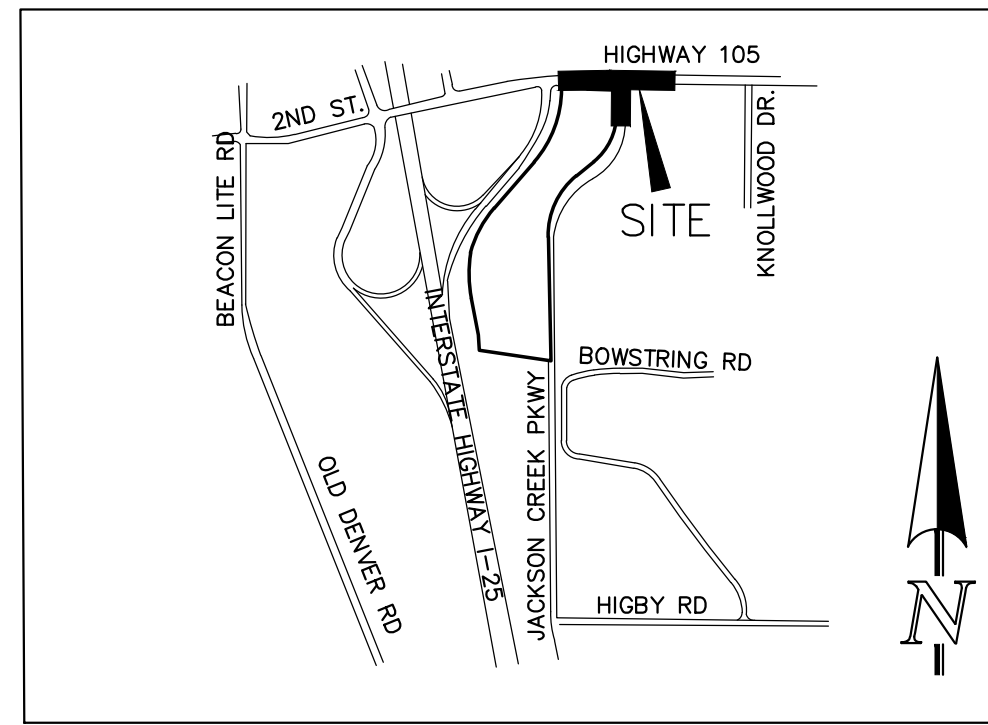 HIGHWAY 105
2ND ST.
BEACON LITE RD
KNOLLWOOD DR.
SITE
INTERSTATE HIGHWAY I-25
BOWSTRING RD
JACKSON CREEK PKWY
OLD DENVER RD
HIGBY RD
N